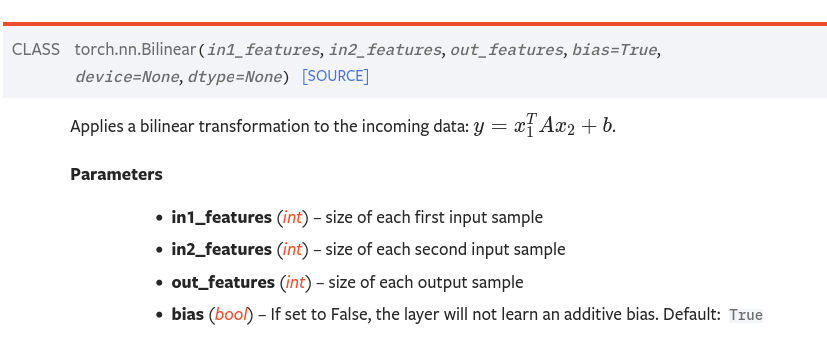 CLASS torch.nn.Bilinear(in1_features, in2_features, out_features, bias=True,
device=None, dtype=None) [SOURCE]
Applies a bilinear transformation to the incoming data: $y = x_1^T A x_2 + b$.
Parameters
• in1_features (int) – size of each first input sample
• in2_features (int) – size of each second input sample
• out_features (int) – size of each output sample
• bias (bool) – If set to False, the layer will not learn an additive bias. Default: True